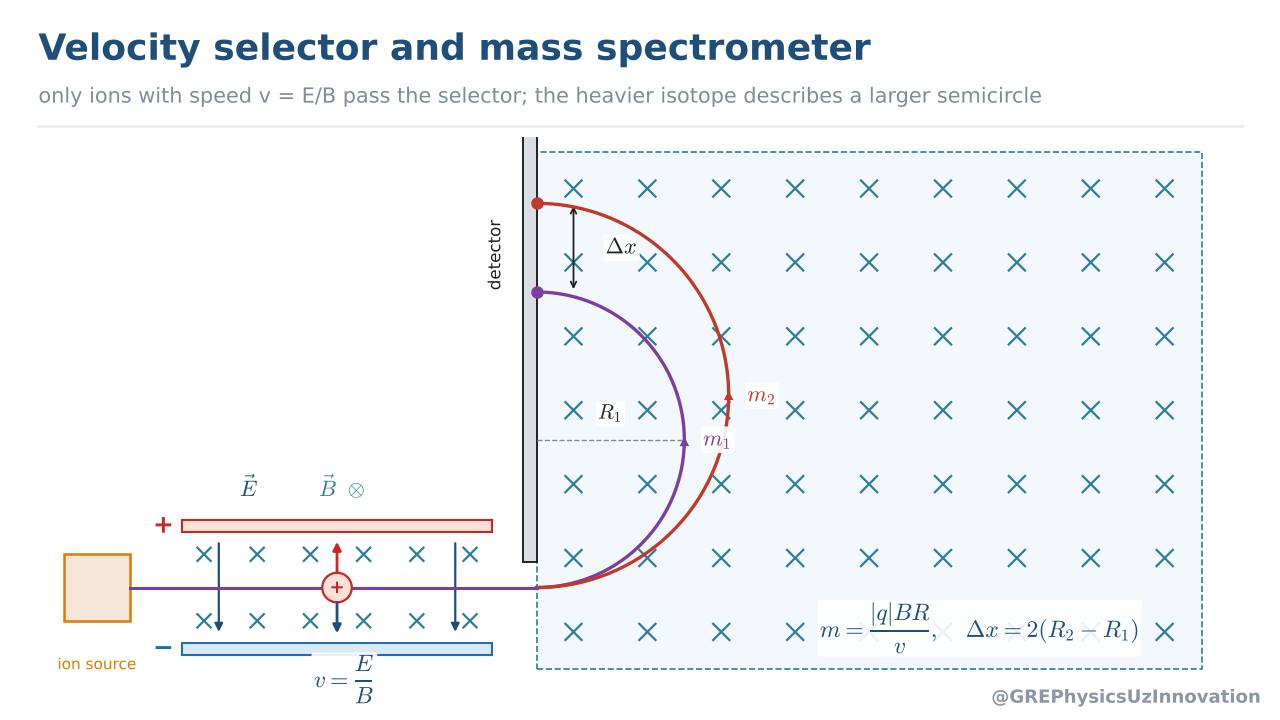 Velocity selector and mass spectrometer
only ions with speed v = E/B pass the selector; the heavier isotope describes a larger semicircle
detector
Δx
m₂
R₁
m₁
E⃗ B⃗ ⊗
+
+
−
ion source
v = E/B
m = |q|BR/v, Δx = 2(R₂ − R₁)
@GREPhysicsUzInnovation